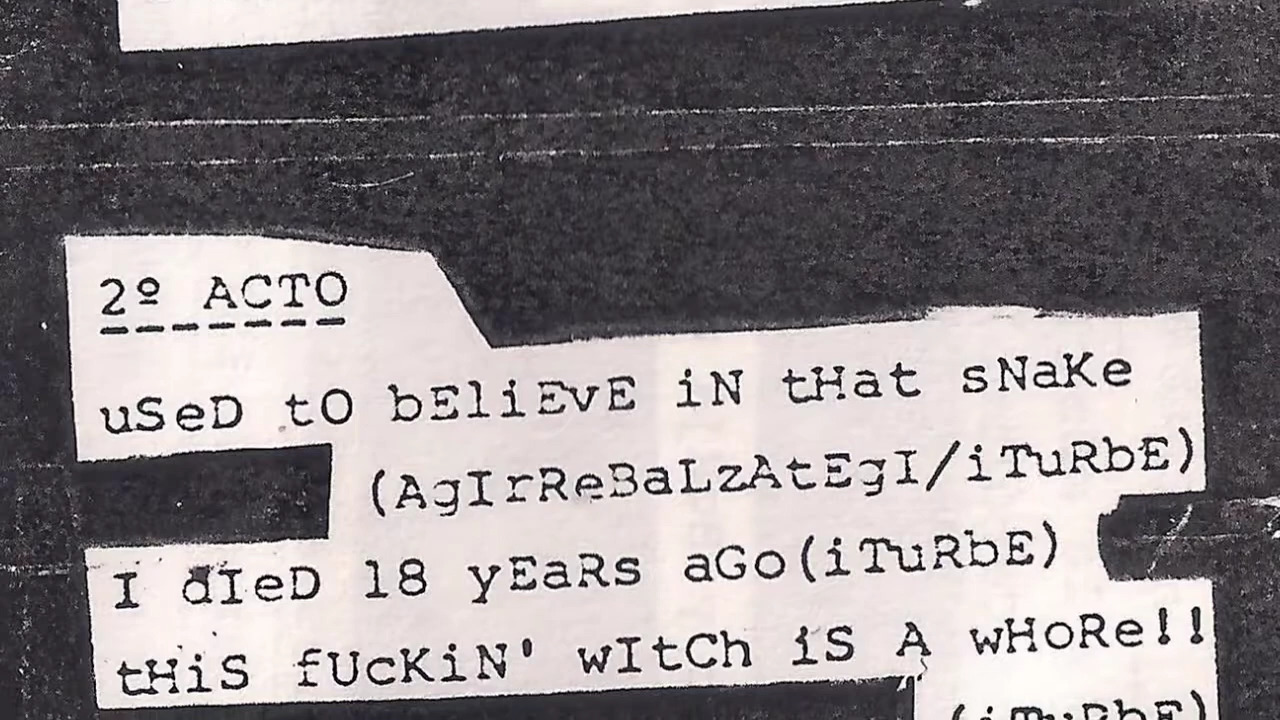 2º ACTO
uSeD tO bEliEvE iN tHat sNaKe
(AgIrReBaLzAtEgI/iTuRbE)
I dIeD 18 yEaRs aGo(iTuRbE)
tHiS fUcKiN' wItCh iS A wHoRe!!
(iTuRbE)